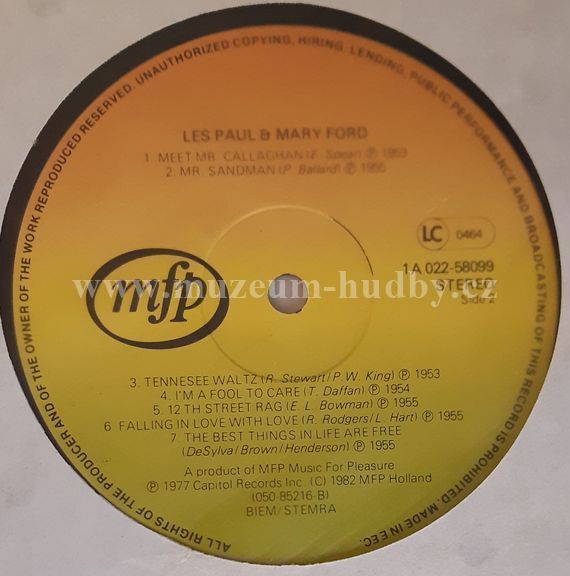 ALL RIGHTS OF THE PRODUCER AND OF THE OWNER OF THE WORK REPRODUCED RESERVED. UNAUTHORIZED COPYING, HIRING, LENDING, PUBLIC PERFORMANCE AND BROADCASTING OF THIS RECORD IS PROHIBITED. MADE IN EEC.
LES PAUL & MARY FORD
1. MEET MR. CALLAGHAN (E. Spear) Ⓟ 1953
2. MR. SANDMAN (P. Ballard) Ⓟ 1955
LC 0464
1A 022-58099
STEREO
Side 2
mfp
www.muzeum-hudby.cz
3. TENNESEE WALTZ (R. Stewart/P.W. King) Ⓟ 1953
4. I'M A FOOL TO CARE (T. Daffan) Ⓟ 1954
5. 12TH STREET RAG (E. L. Bowman) Ⓟ 1955
6 FALLING IN LOVE WITH LOVE (R. Rodgers/L. Hart) Ⓟ 1955
7. THE BEST THINGS IN LIFE ARE FREE
(DeSylva/Brown/Henderson) Ⓟ 1955
A product of MFP Music For Pleasure
Ⓟ 1977 Capitol Records Inc. (C) 1982 MFP Holland
(050-85216-B)
BIEM/STEMRA